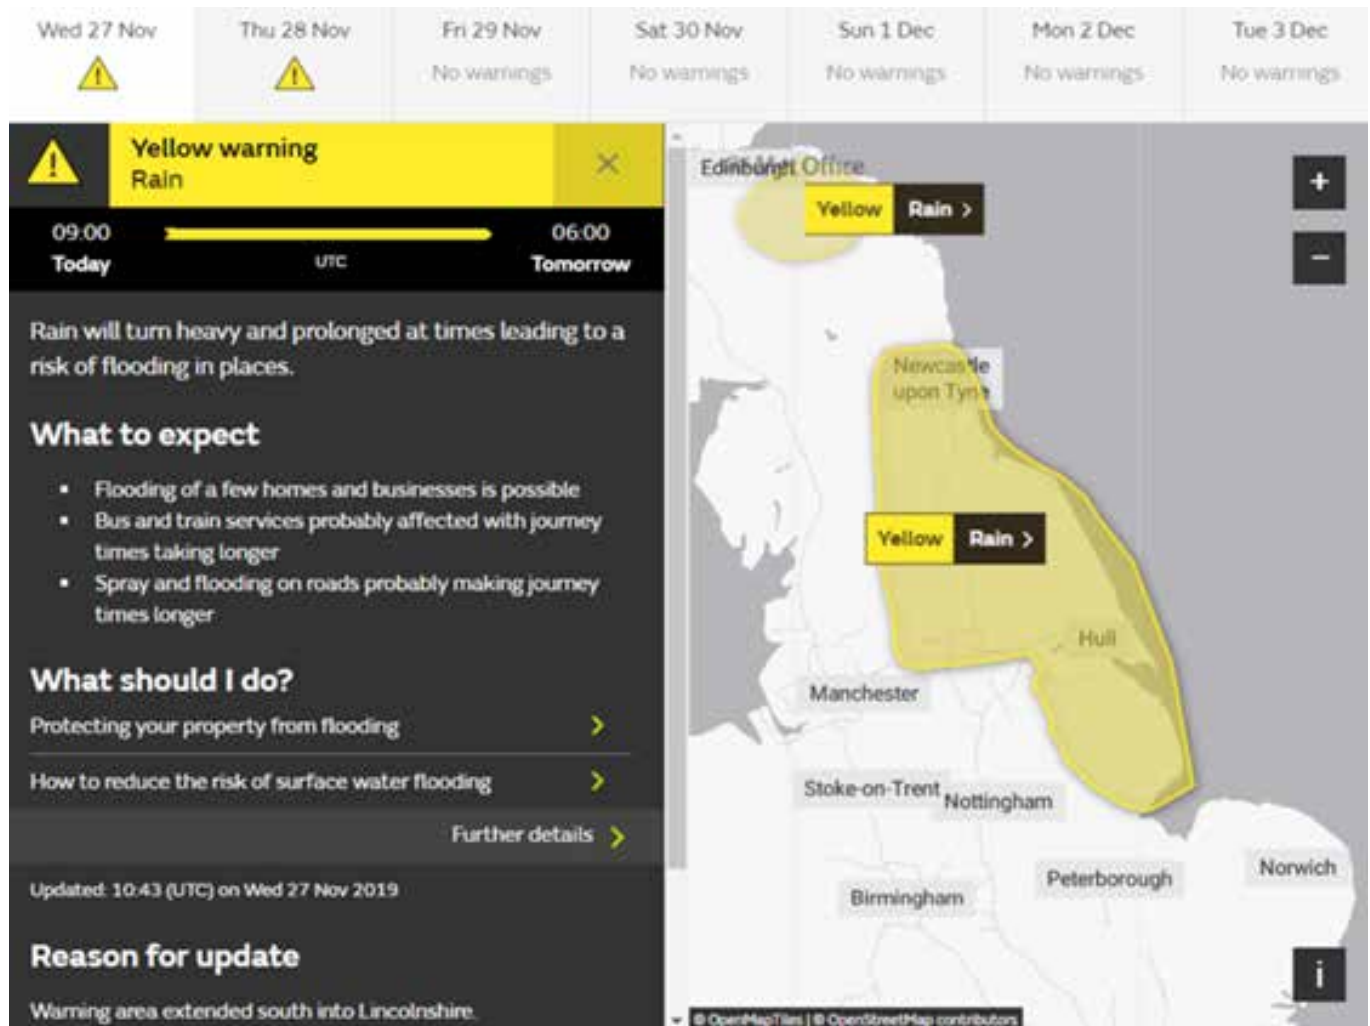 Wed 27 Nov
Thu 28 Nov
Fri 29 Nov
Sat 30 Nov
Sun 1 Dec
Mon 2 Dec
Tue 3 Dec
No warnings
No warnings
No warnings
No warnings
No warnings
Yellow warning
Rain
09:00
06:00
Today
UTC
Tomorrow
Rain will turn heavy and prolonged at times leading to a
risk of flooding in places.
What to expect
▪ Flooding of a few homes and businesses is possible
▪ Bus and train services probably affected with journey
times taking longer
▪ Spray and flooding on roads probably making journey
times longer
What should I do?
Protecting your property from flooding
How to reduce the risk of surface water flooding
Further details
Updated: 10:43 (UTC) on Wed 27 Nov 2019
Reason for update
Warning area extended south into Lincolnshire.
Edinburgh
Met Office
Yellow Rain >
Newcastle
upon Tyne
Yellow Rain >
Hull
Manchester
Stoke-on-Trent
Nottingham
Peterborough
Norwich
Birmingham
+
−
i
© OpenMapTiles | © OpenStreetMap contributors